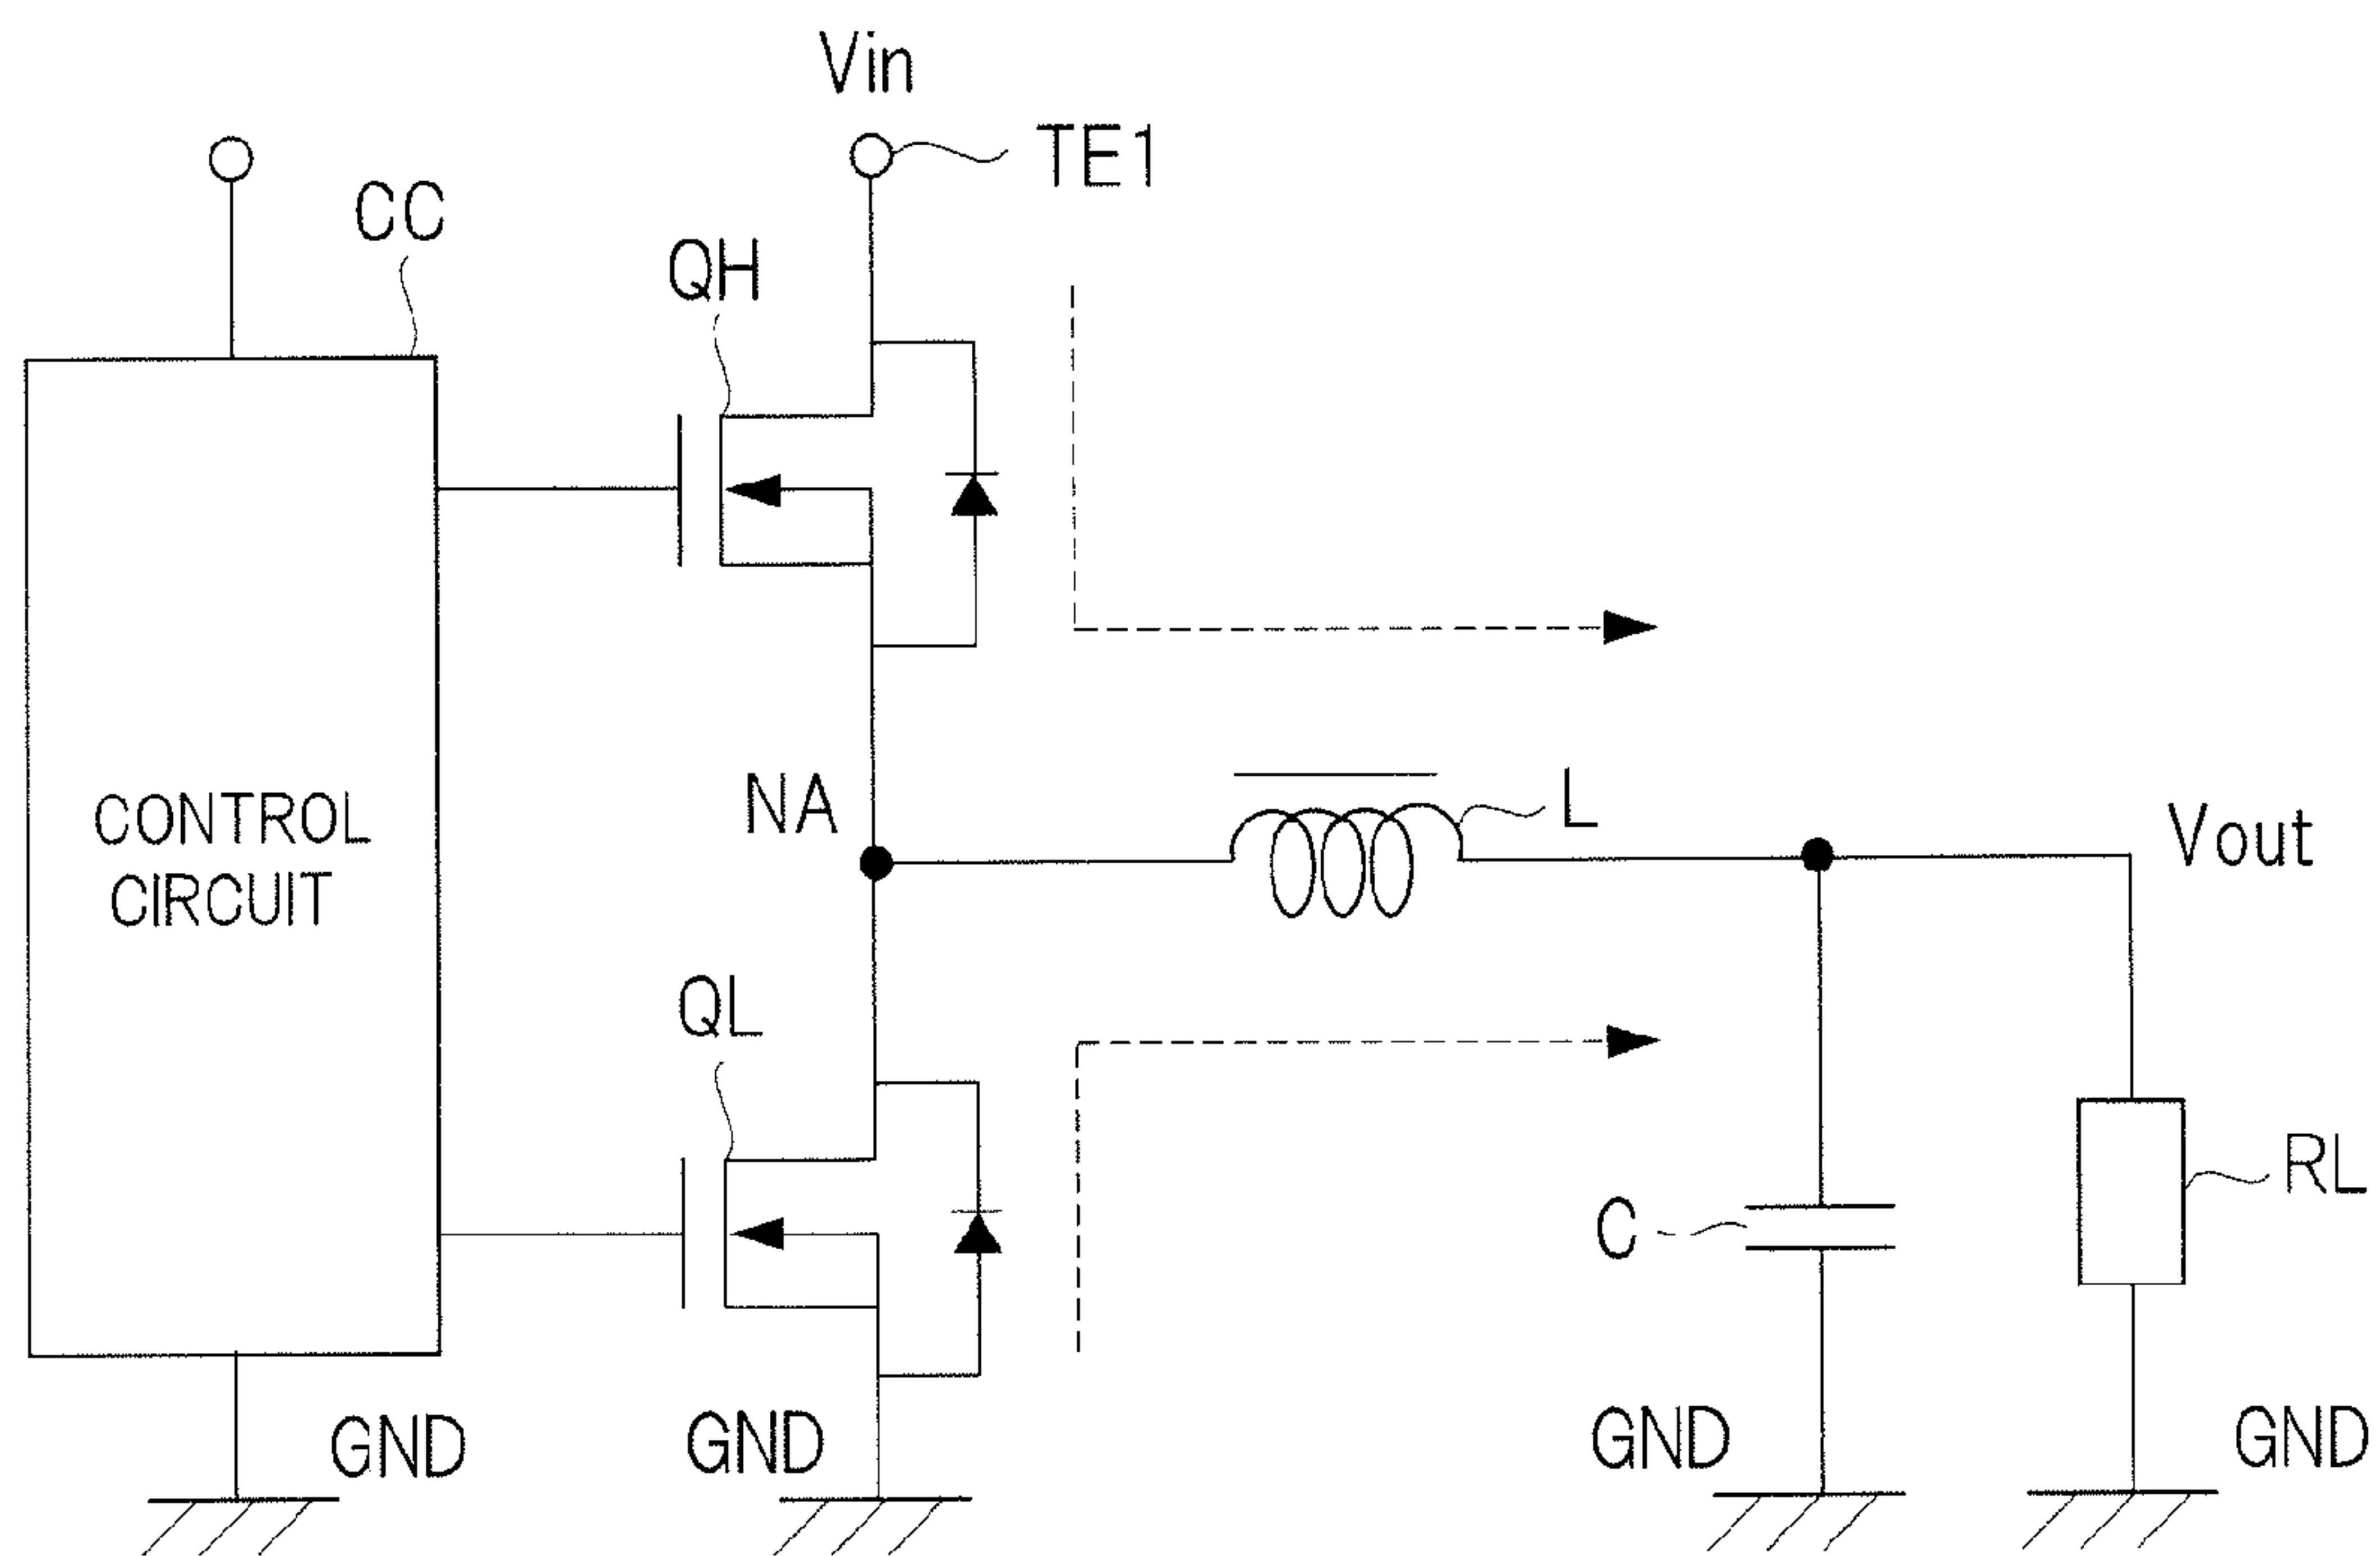 Vin
TE1
CC
QH
NA
L
Vout
CONTROL
CIRCUIT
QL
C
RL
GND
GND
GND
GND